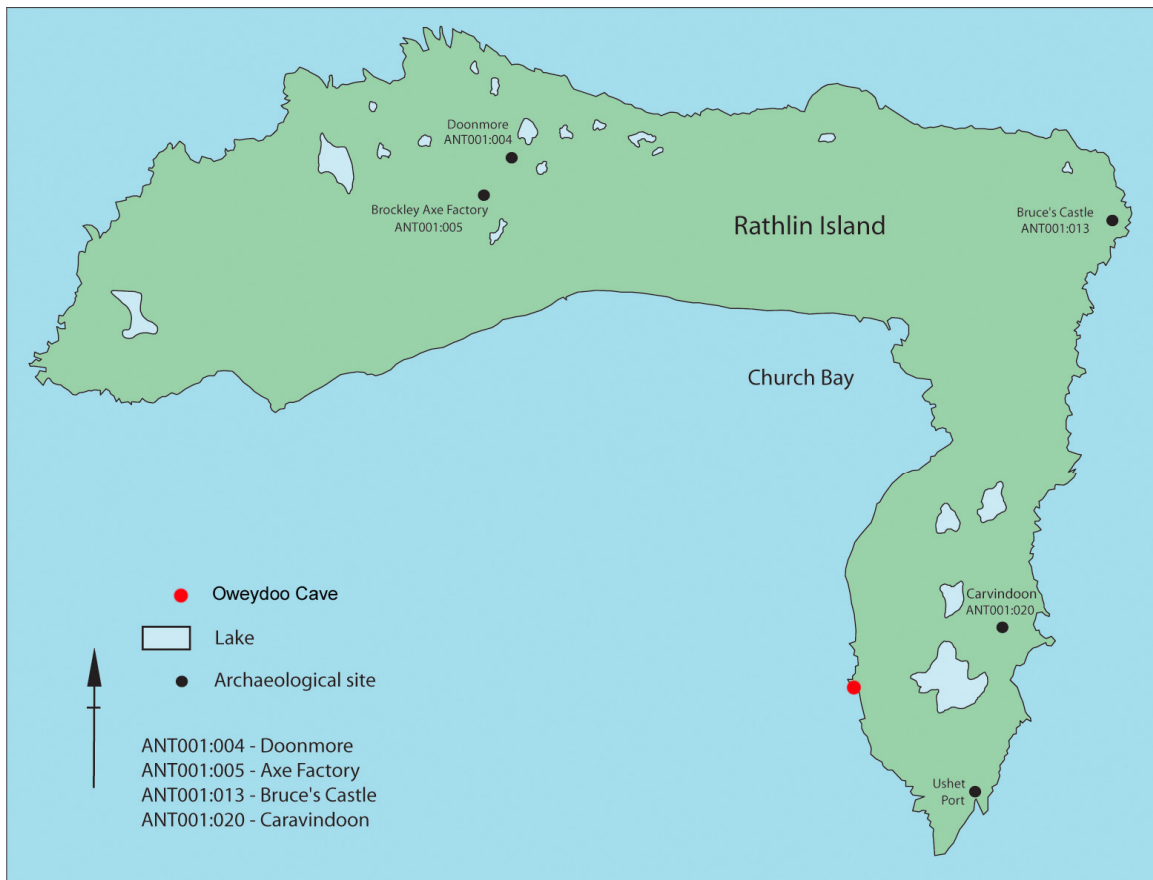 Doonmore
ANT001:004
Brockley Axe Factory
ANT001:005
Rathlin Island
Bruce's Castle
ANT001:013
Church Bay
Carvindoon
ANT001:020
Ushet
Port
Oweydoo Cave
Lake
Archaeological site
ANT001:004 - Doonmore
ANT001:005 - Axe Factory
ANT001:013 - Bruce's Castle
ANT001:020 - Caravindoon